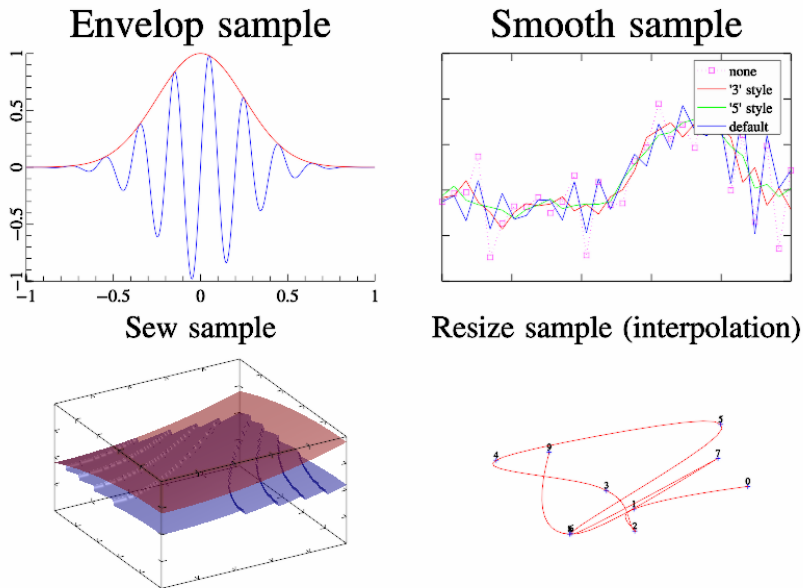 Envelop sample
1
0.5
0
−0.5
−1
−1
−0.5
0
0.5
1
Smooth sample
none
'3' style
'5' style
default
Sew sample
Resize sample (interpolation)
5
9
4
7
3
0
1
2